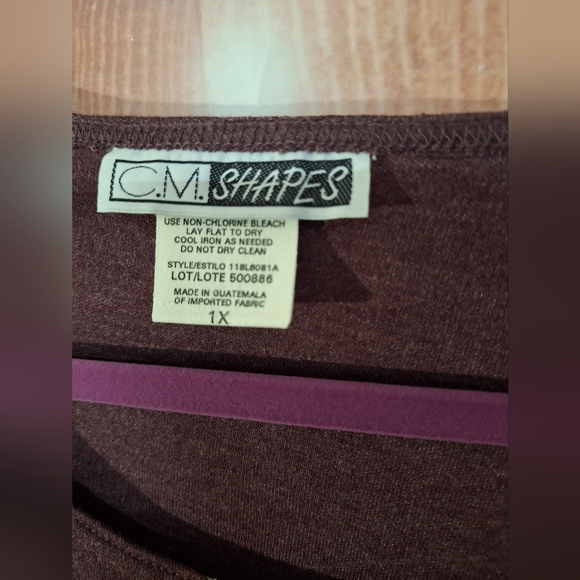 C.M. SHAPES
USE NON-CHLORINE BLEACH
LAY FLAT TO DRY
COOL IRON AS NEEDED
DO NOT DRY CLEAN
STYLE/ESTILO 118L6081A
LOT/LOTE 500886
MADE IN GUATEMALA
OF IMPORTED FABRIC
1X